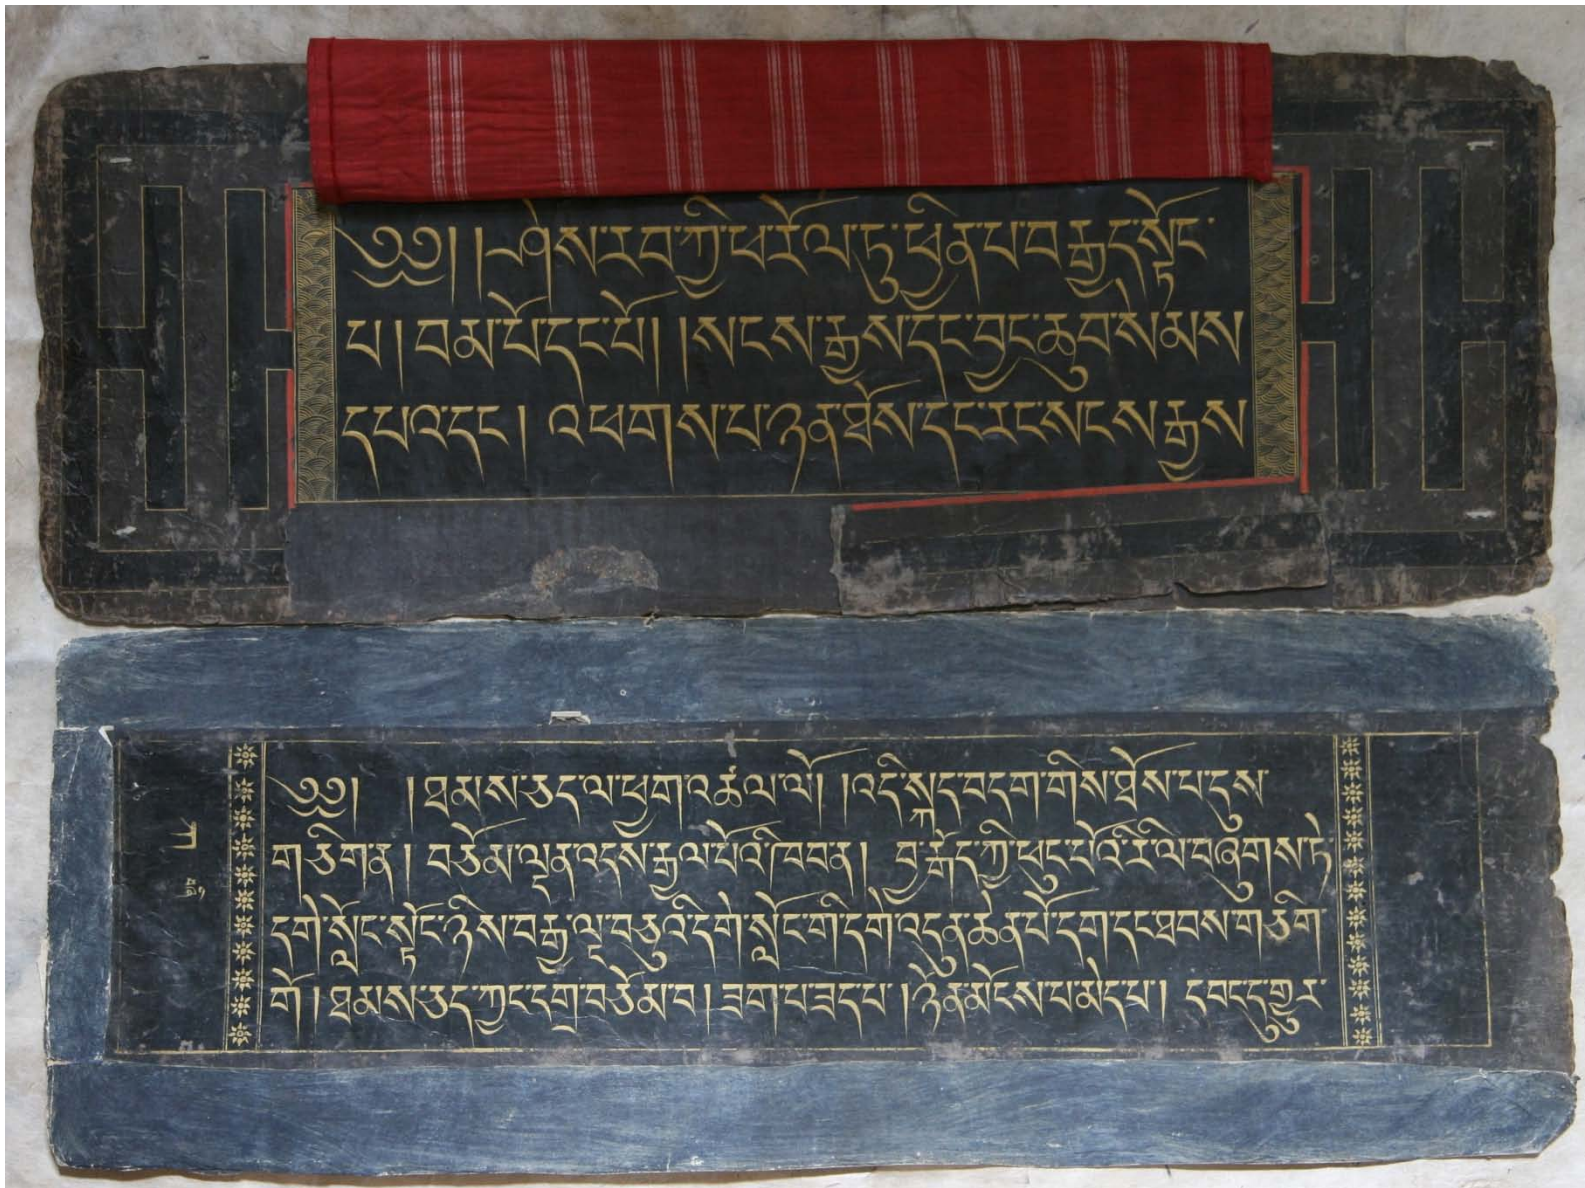 ༄༅། །ཤེས་རབ་ཀྱི་ཕ་རོལ་ཏུ་ཕྱིན་པ་བརྒྱད་སྟོང་
པ། བམ་པོ་དང་པོ། །སངས་རྒྱས་དང་བྱང་ཆུབ་སེམས
དཔའ་དང་། འཕགས་པ་ཉན་ཐོས་དང་རང་སངས་རྒྱས
༄༅། །ཐམས་ཅད་ལ་ཕྱག་འཚལ་ལོ། །འདི་སྐད་བདག་གིས་ཐོས་པ་དུས་
གཅིག་ན། བཅོམ་ལྡན་འདས་རྒྱལ་པོའི་ཁབ་ན། བྱ་རྒོད་ཀྱི་ཕུང་པོའི་རི་ལ་བཞུགས་ཏེ
དགེ་སློང་སྟོང་ཉིས་བརྒྱ་ལྔ་བཅུའི་དགེ་སློང་གི་དགེ་འདུན་ཆེན་པོ་དག་དང་ཐབས་གཅིག་
གོ། ཐམས་ཅད་ཀྱང་དགྲ་བཅོམ་བ། ཟག་པ་ཟད་པ། །ཉོན་མོངས་པ་མེད་པ། དབང་དུ་གྱུར་
ཀ